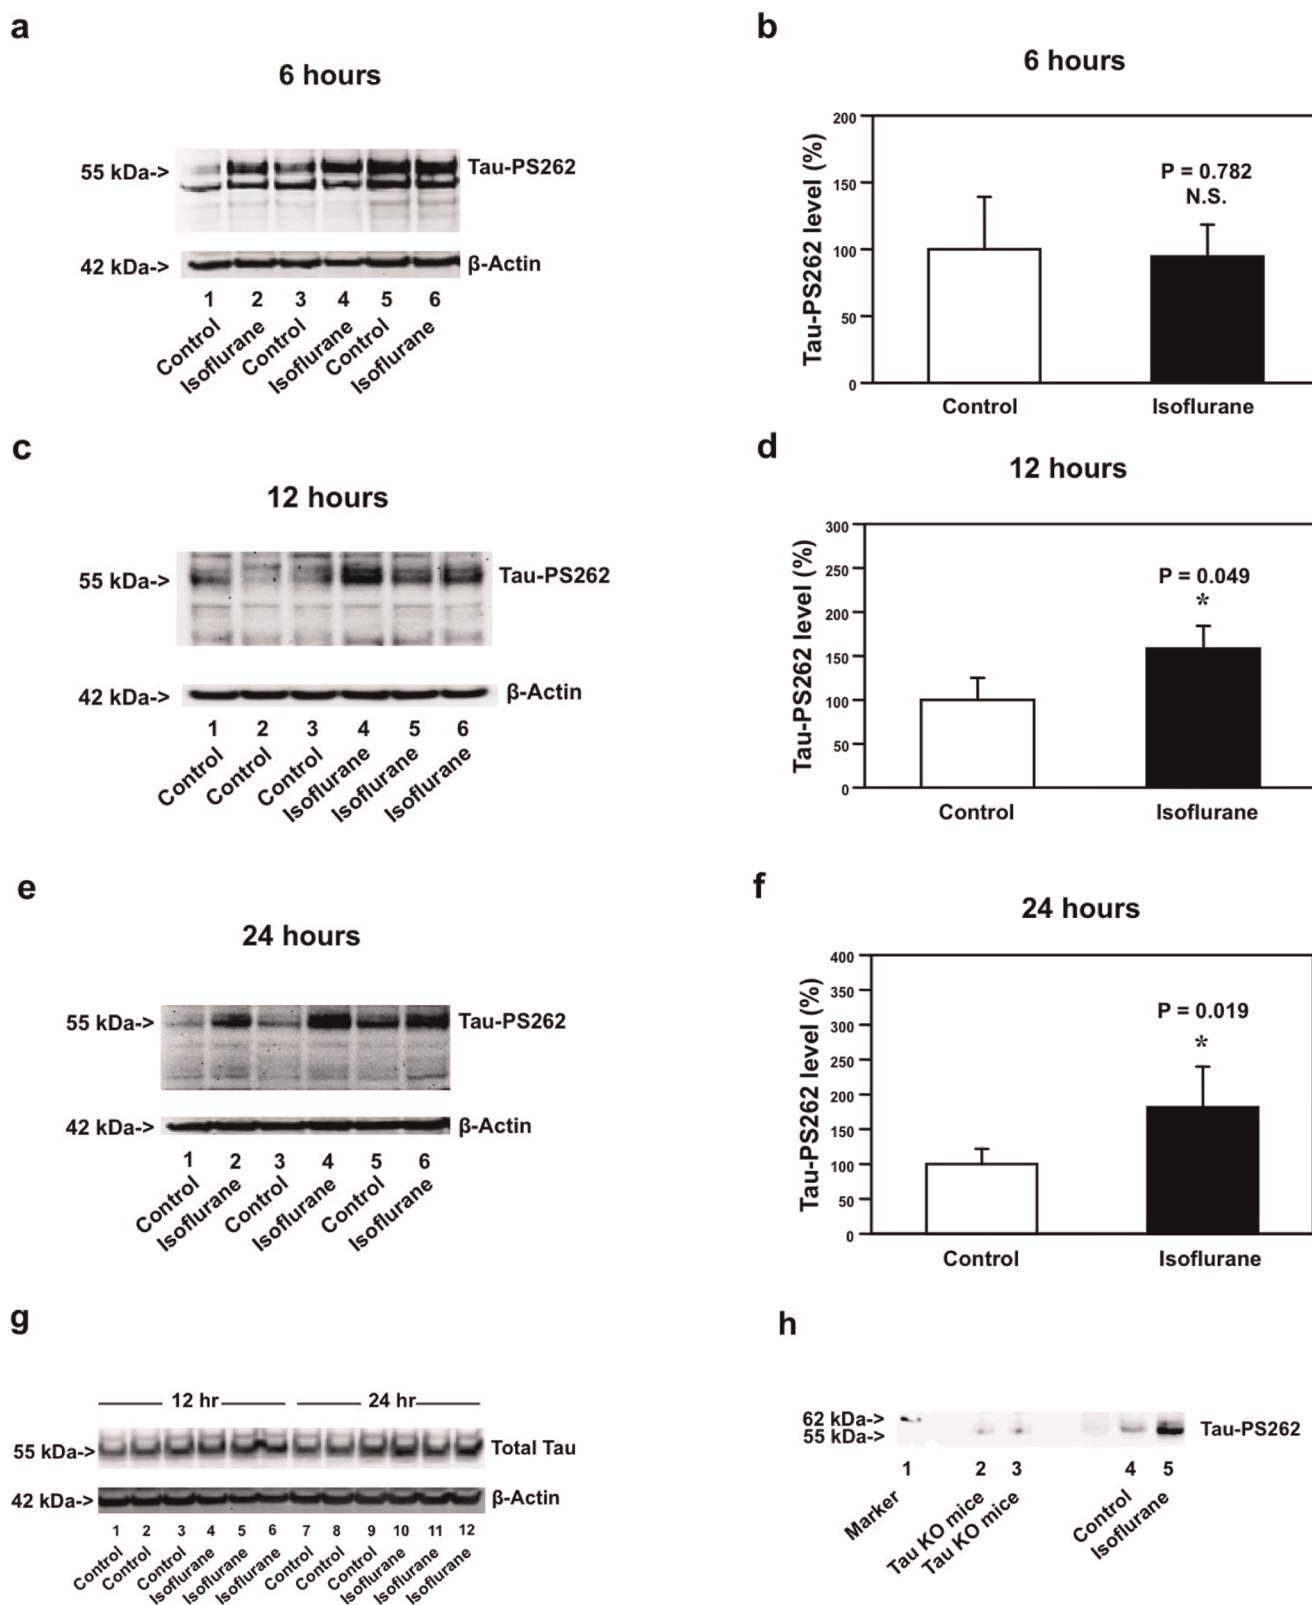 a
6 hours
55 kDa-> Tau-PS262
42 kDa-> β-Actin
1 2 3 4 5 6
Control Isoflurane Control Isoflurane Control Isoflurane
b
6 hours
Tau-PS262 level (%)
200
150
100
50
0
P = 0.782
N.S.
Control Isoflurane
c
12 hours
55 kDa-> Tau-PS262
42 kDa-> β-Actin
1 2 3 4 5 6
Control Control Control Isoflurane Isoflurane Isoflurane
d
12 hours
Tau-PS262 level (%)
300
250
200
150
100
50
0
P = 0.049
*
Control Isoflurane
e
24 hours
55 kDa-> Tau-PS262
42 kDa-> β-Actin
1 2 3 4 5 6
Control Isoflurane Control Isoflurane Control Isoflurane
f
24 hours
Tau-PS262 level (%)
400
350
300
250
200
150
100
50
0
P = 0.019
*
Control Isoflurane
g
12 hr 24 hr
55 kDa-> Total Tau
42 kDa-> β-Actin
1 2 3 4 5 6 7 8 9 10 11 12
Control Control Control Isoflurane Isoflurane Isoflurane Control Control Control Isoflurane Isoflurane Isoflurane
h
62 kDa->
55 kDa-> Tau-PS262
1 2 3 4 5
Marker Tau KO mice Tau KO mice Control Isoflurane